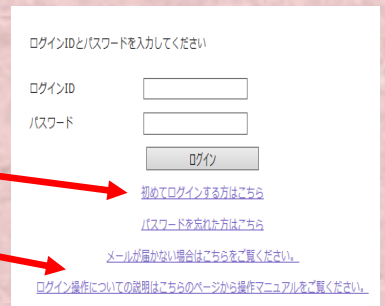 ログインIDとパスワードを入力してください
ログインID
パスワード
ログイン
初めてログインする方はこちら
パスワードを忘れた方はこちら
メールが届かない場合はこちらをご覧ください。
ログイン操作についての説明はこちらのページから操作マニュアルをご覧ください。